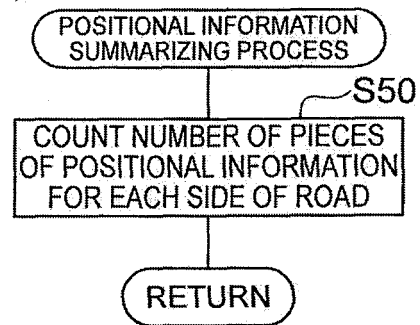 POSITIONAL INFORMATION
SUMMARIZING PROCESS
S50
COUNT NUMBER OF PIECES
OF POSITIONAL INFORMATION
FOR EACH SIDE OF ROAD
RETURN